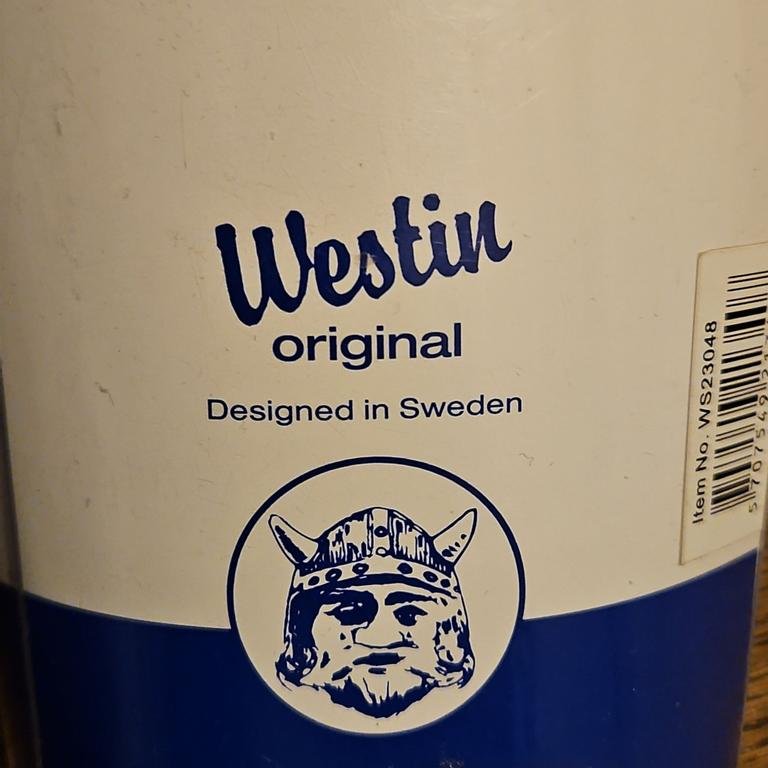 Westin
original
Designed in Sweden
Item No. WS23048